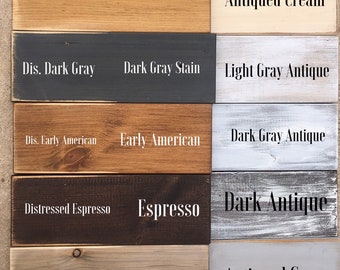 Antiqued Cream
Dis. Dark Gray Dark Gray Stain Light Gray Antique
Dis. Early American Early American Dark Gray Antique
Distressed Espresso Espresso Dark Antique